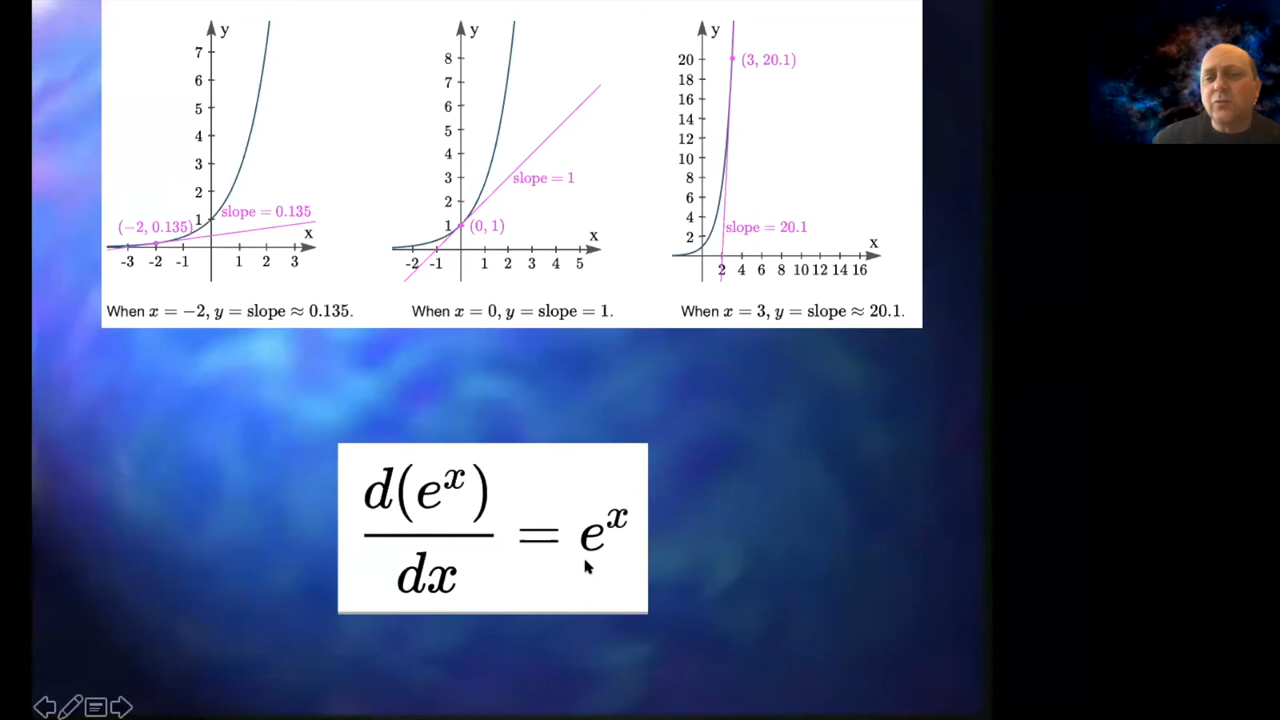 y
7
6
5
4
3
2
1
(−2, 0.135)
slope = 0.135
x
-3 -2 -1 1 2 3
When x = −2, y = slope ≈ 0.135.
y
8
7
6
5
4
3
2
1
slope = 1
(0, 1)
x
-2 -1 1 2 3 4 5
When x = 0, y = slope = 1.
y
20
18
16
14
12
10
8
6
4
2
(3, 20.1)
slope = 20.1
x
2 4 6 8 10 12 14 16
When x = 3, y = slope ≈ 20.1.
d(e^x)
dx
= e^x